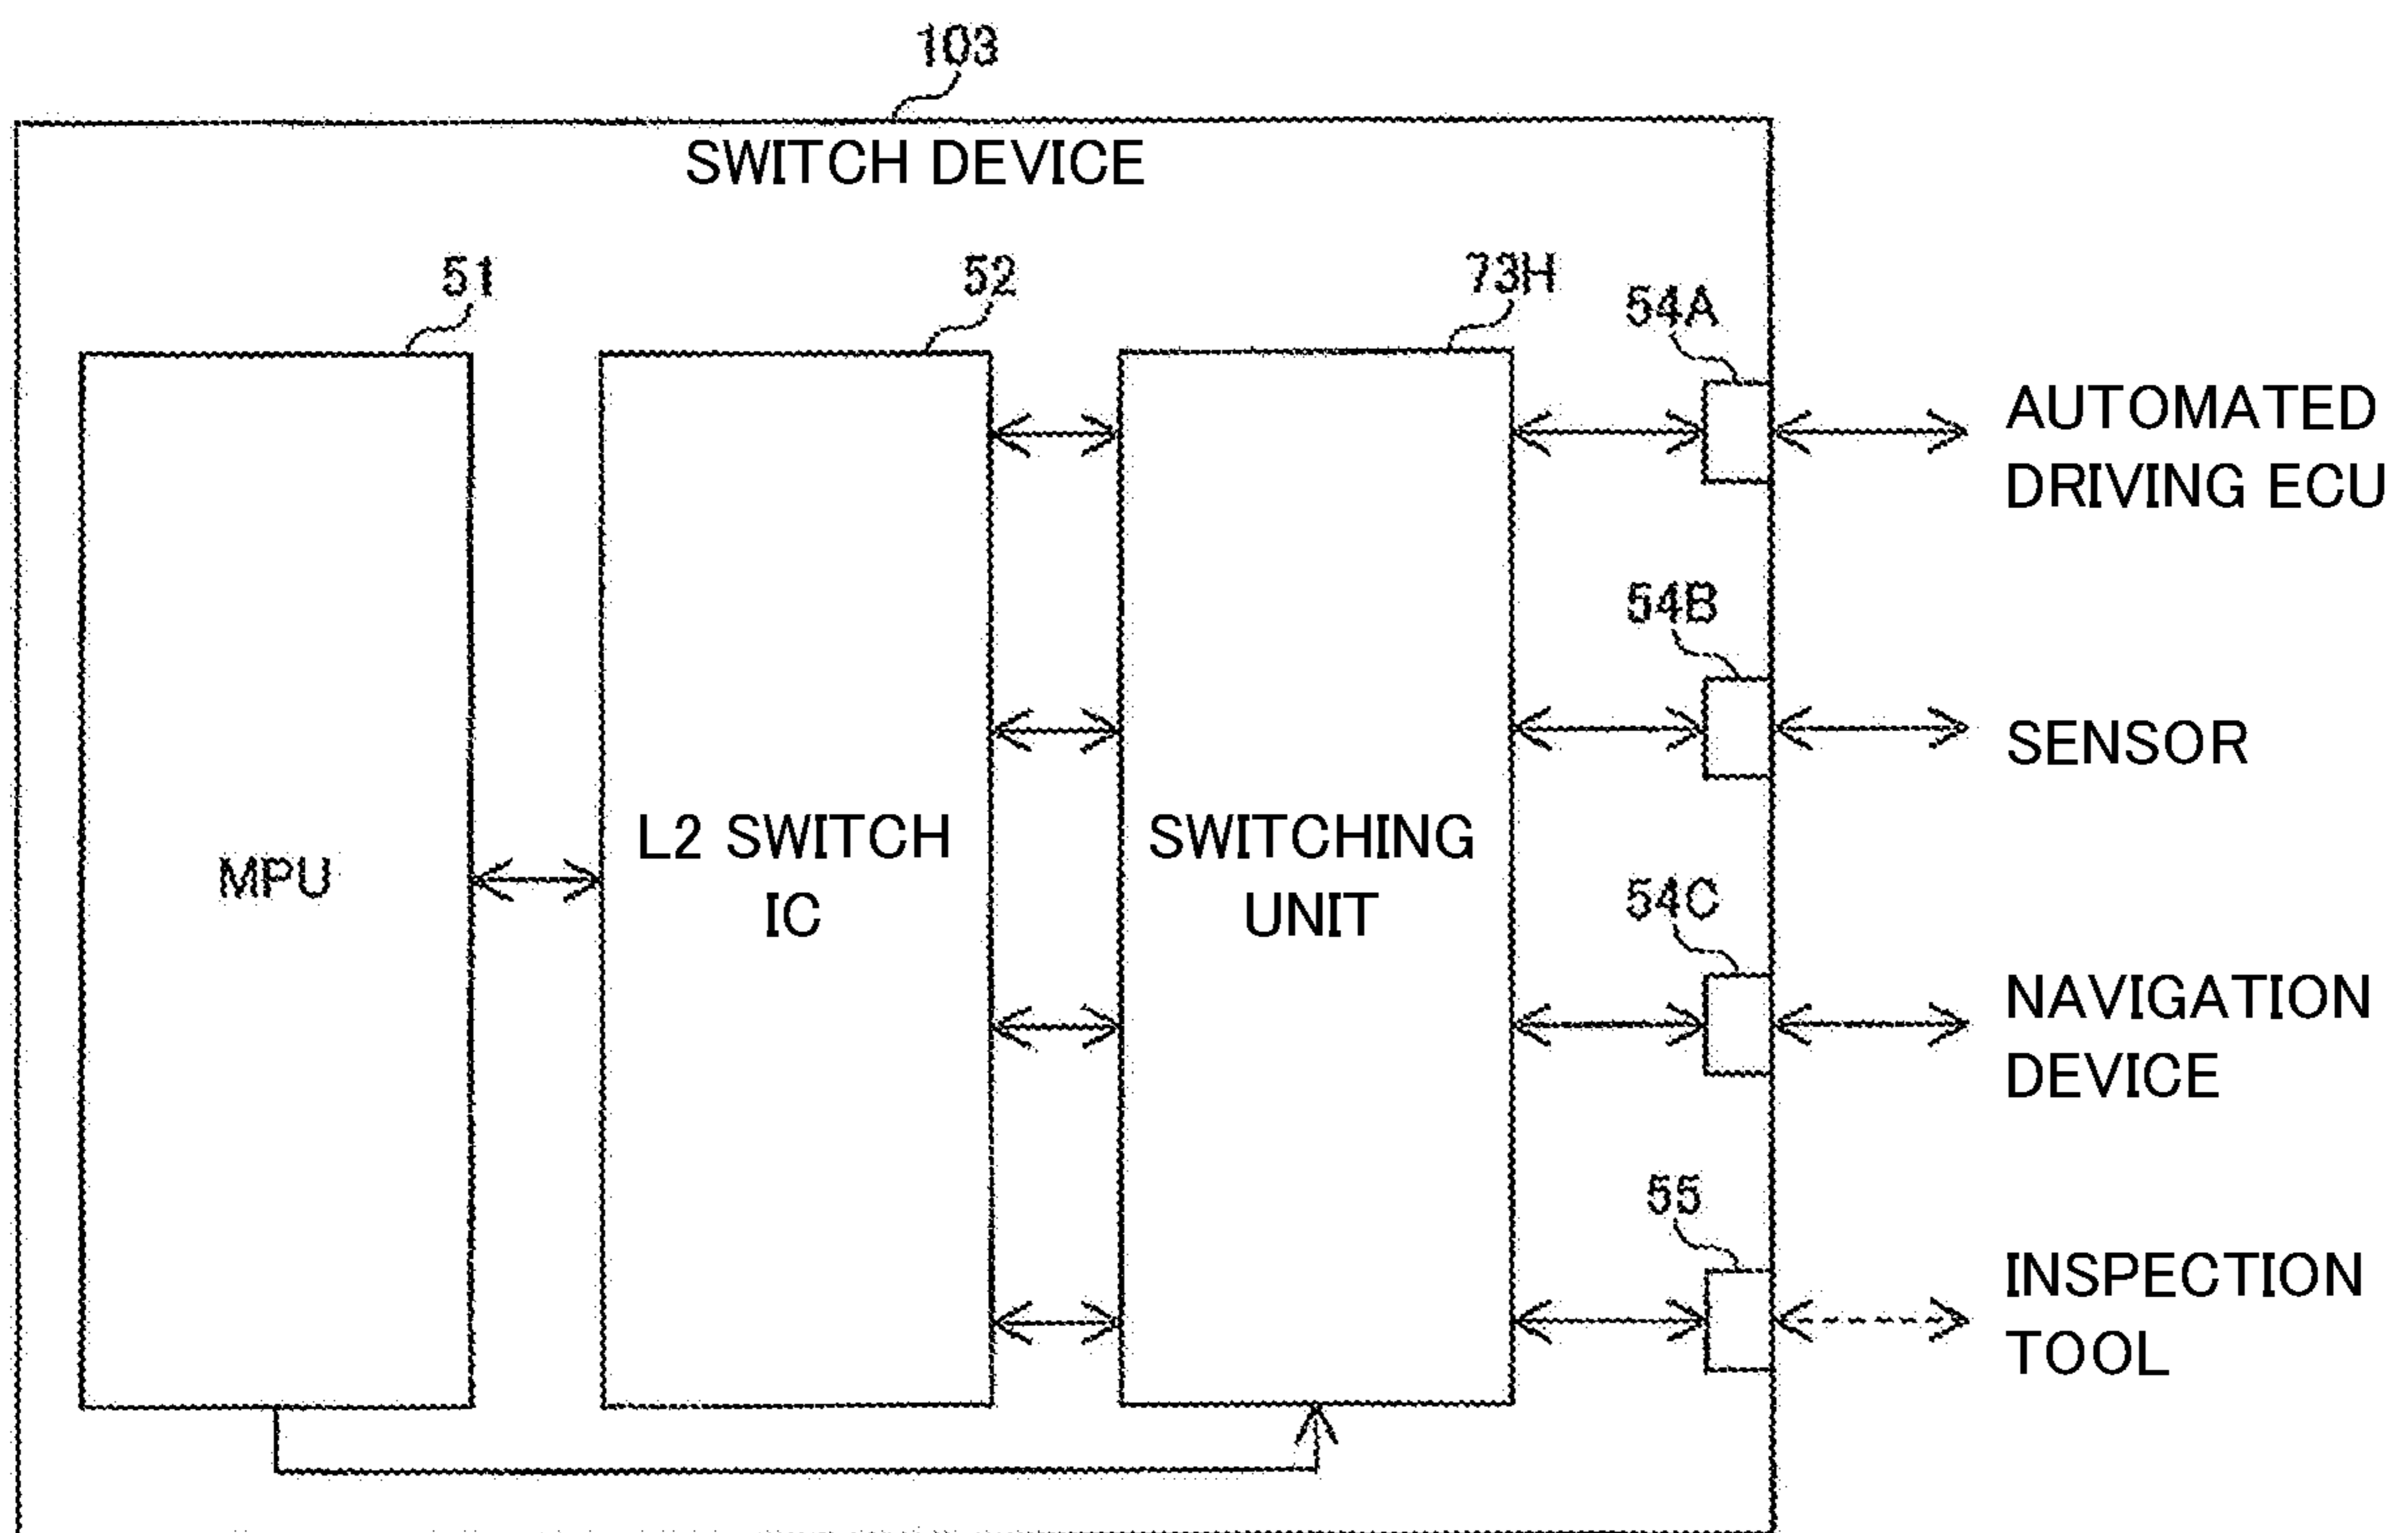 103
SWITCH DEVICE
51
52
73H
54A
AUTOMATED
DRIVING ECU
54B
SENSOR
MPU
L2 SWITCH
IC
SWITCHING
UNIT
54C
NAVIGATION
DEVICE
55
INSPECTION
TOOL